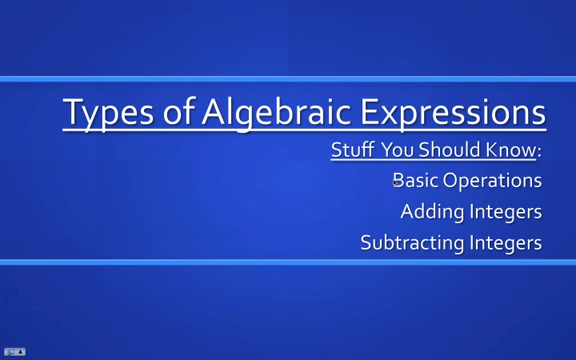 Types of Algebraic Expressions
Stuff You Should Know:
Basic Operations
Adding Integers
Subtracting Integers